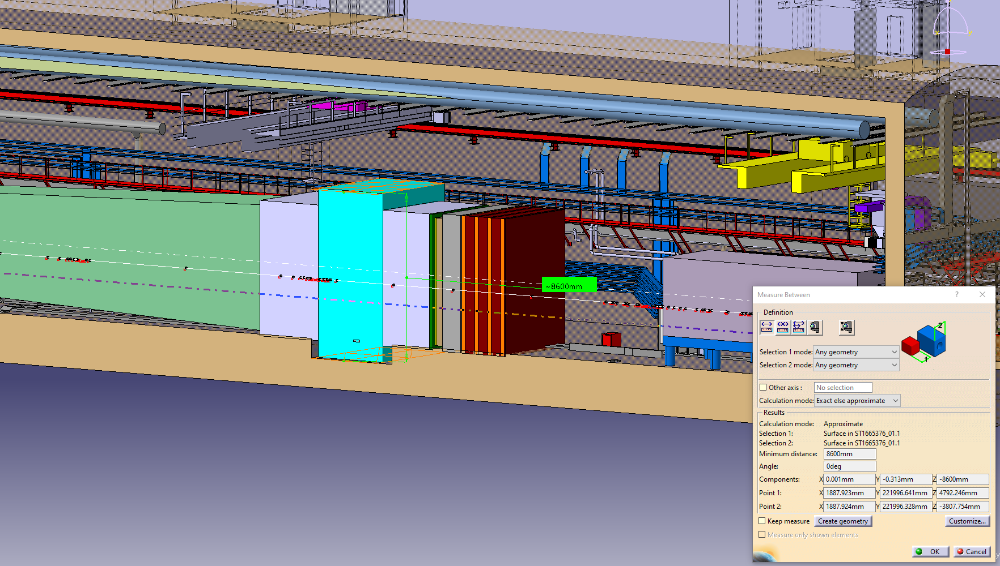 y
~8600mm
Measure Between
?
Definition
2
1
Selection 1 mode: Any geometry
Selection 2 mode: Any geometry
Other axis : No selection
Calculation mode: Exact else approximate
Results
Calculation mode: Approximate
Selection 1: Surface in ST1665376_01.1
Selection 2: Surface in ST1665376_01.1
Minimum distance: 8600mm
Angle: 0deg
Components: X 0.001mm Y -0.313mm Z -8600mm
Point 1: X 1887.923mm Y 221996.641mm Z 4792.246mm
Point 2: X 1887.924mm Y 221996.328mm Z -3807.754mm
Keep measure Create geometry Customize...
Measure only shown elements
OK Cancel